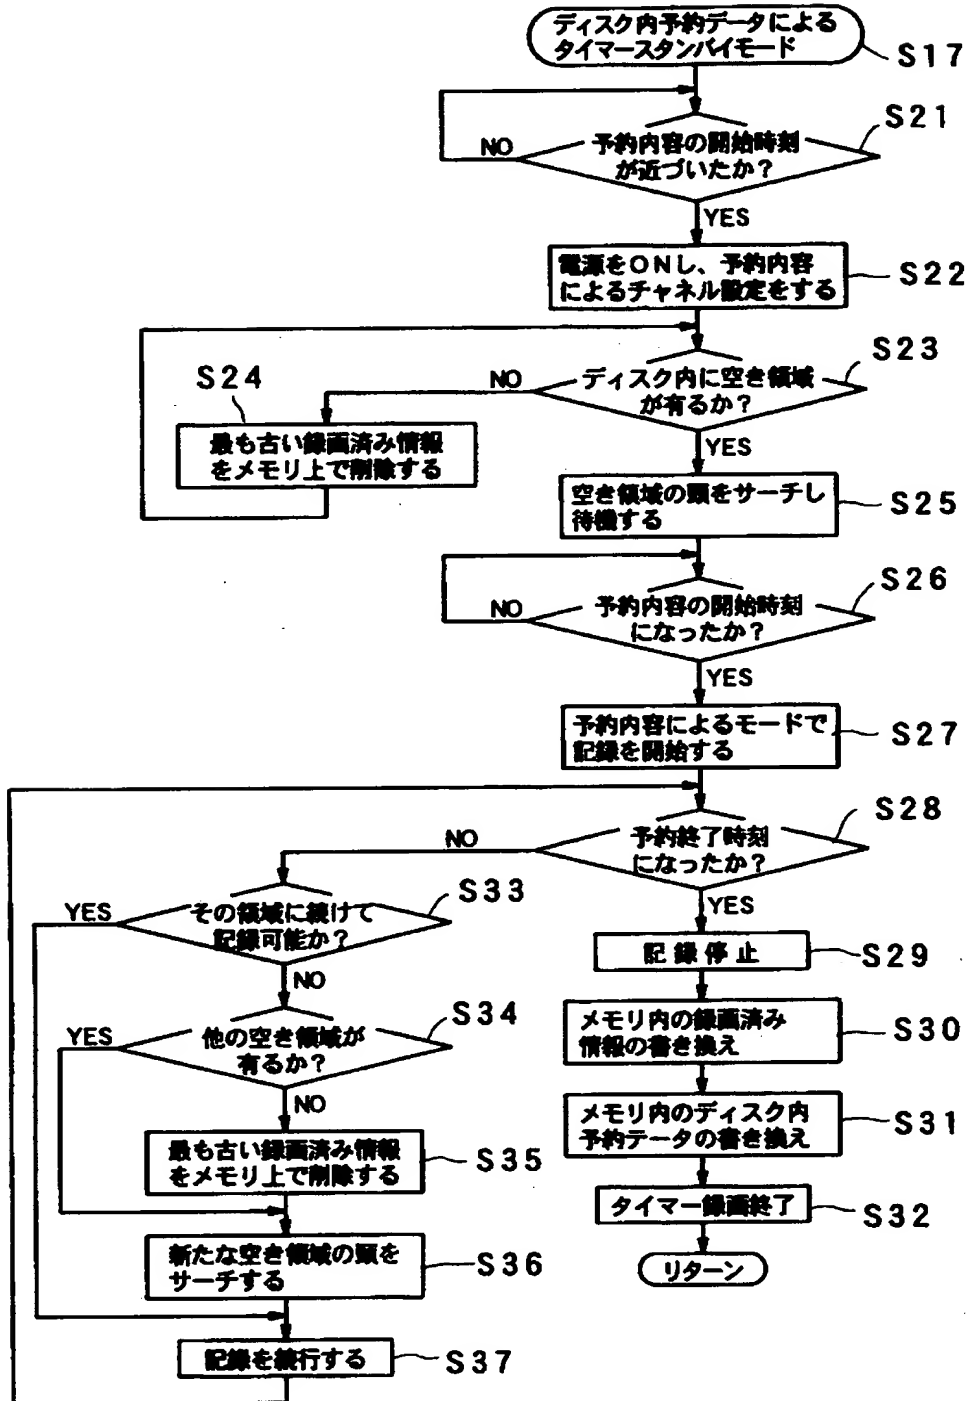 ディスク内予約データによる
タイマースタンバイモード
S17
S21
予約内容の開始時刻
が近づいたか？
NO
YES
電源をONし、予約内容
によるチャネル設定をする
S22
S23
ディスク内に空き領域
が有るか？
NO
S24
最も古い録画済み情報
をメモリ上で削除する
YES
空き領域の頭をサーチし
待機する
S25
S26
予約内容の開始時刻
になったか？
NO
YES
予約内容によるモードで
記録を開始する
S27
S28
予約終了時刻
になったか？
NO
YES
S33
その領域に続けて
記録可能か？
YES
NO
記録停止
S29
S34
他の空き領域が
有るか？
YES
NO
メモリ内の録画済み
情報の書き換え
S30
メモリ内のディスク内
予約データの書き換え
S31
最も古い録画済み情報
をメモリ上で削除する
S35
タイマー録画終了
S32
新たな空き領域の頭を
サーチする
S36
リターン
記録を続行する
S37